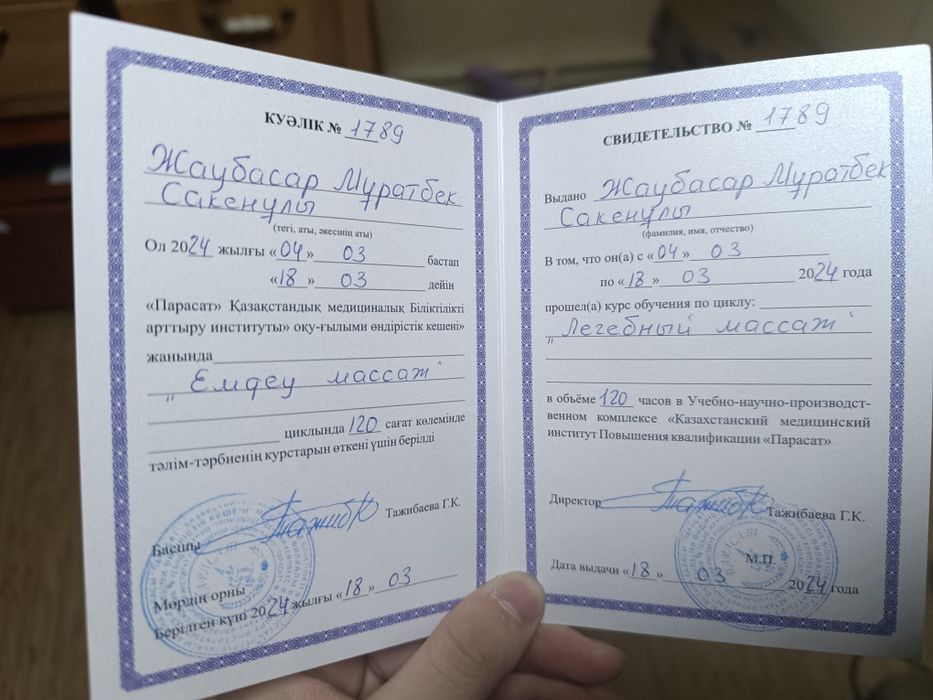 КУӘЛІК № 1789
Жаубасар Мұратбек
Сакенұлы
(тегі, аты, әкесінің аты)
Ол 2024 жылғы «04» 03 бастап
«18» 03 дейін
«Парасат» Қазақстандық медициналық Біліктілікті
арттыру институты» оқу-ғылыми өндірістік кешені»
жанында
"Емдеу массаж"
циклында 120 сағат көлемінде
тәлім-тәрбиенің курстарын өткені үшін берілді
Басшы Тажибаева Г.К.
Мөрдің орны
Берілген күні 2024 жылғы «18» 03
СВИДЕТЕЛЬСТВО № 1789
Выдано Жаубасар Мұратбек
Сакенұлы
(фамилия, имя, отчество)
В том, что он(а) с «04» 03
по «18» 03 2024 года
прошел(а) курс обучения по циклу:
"Легебный массаж"
в объёме 120 часов в Учебно-научно-производст-
венном комплексе «Казахстанский медицинский
институт Повышения квалификации «Парасат»
Директор Тажибаева Г.К.
М.П.
Дата выдачи «18» 03 2024 года